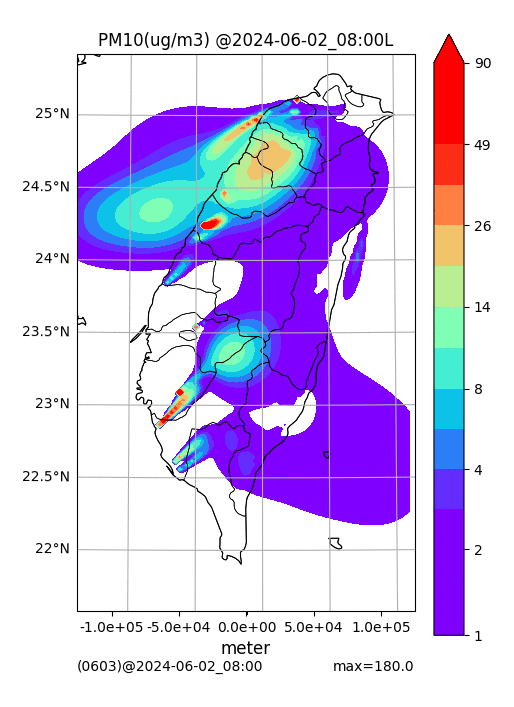 PM10(ug/m3) @2024-06-02_08:00L
90
25°N
49
24.5°N
26
24°N
14
23.5°N
8
23°N
4
22.5°N
2
22°N
1
-1.0e+05 -5.0e+04 0.0e+00 5.0e+04 1.0e+05
meter
(0603)@2024-06-02_08:00 max=180.0